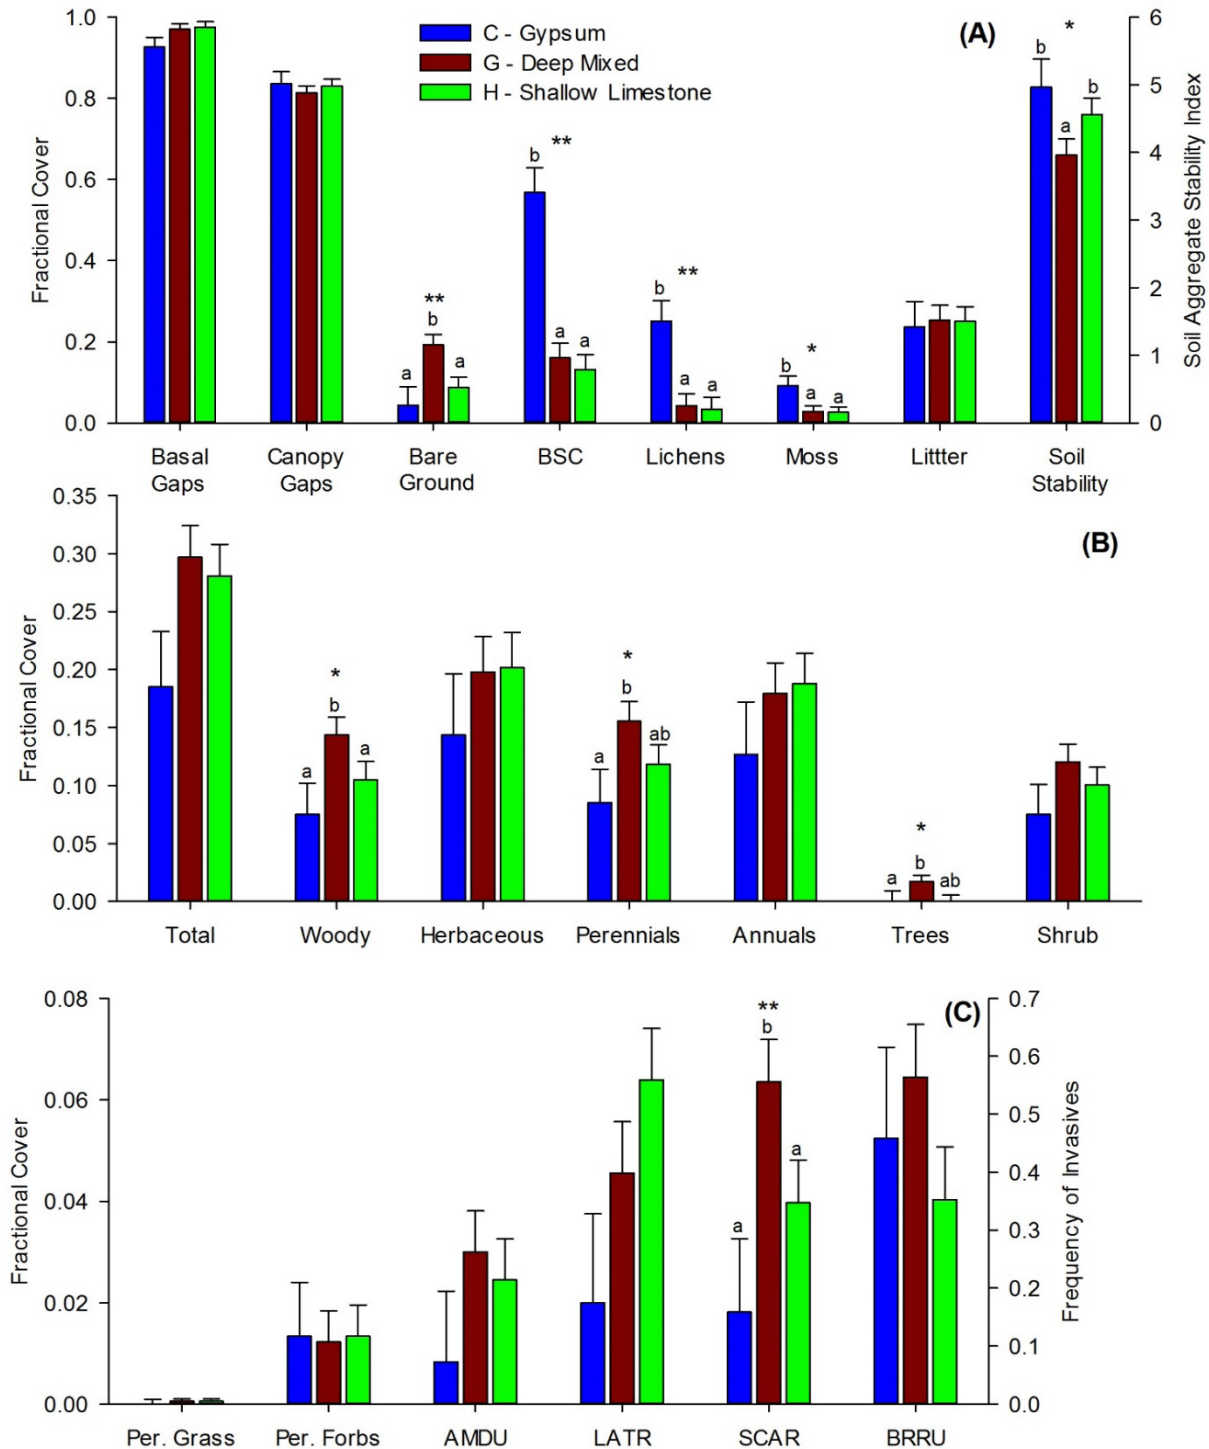 C - Gypsum
G - Deep Mixed
H - Shallow Limestone
(A)
Fractional Cover
1.0
0.8
0.6
0.4
0.2
0.0
Soil Aggregate Stability Index
6
5
4
3
2
1
0
a
**
b
a
b
**
a
a
b
**
a
a
b
*
a
a
b
*
a
b
Basal Gaps
Canopy Gaps
Bare Ground
BSC
Lichens
Moss
Littter
Soil Stability
(B)
Fractional Cover
0.35
0.30
0.25
0.20
0.15
0.10
0.05
0.00
a
*
b
a
a
*
b
ab
a
*
b
ab
Total
Woody
Herbaceous
Perennials
Annuals
Trees
Shrub
(C)
Fractional Cover
0.08
0.06
0.04
0.02
0.00
Frequency of Invasives
0.7
0.6
0.5
0.4
0.3
0.2
0.1
0.0
a
**
b
a
Per. Grass
Per. Forbs
AMDU
LATR
SCAR
BRRU